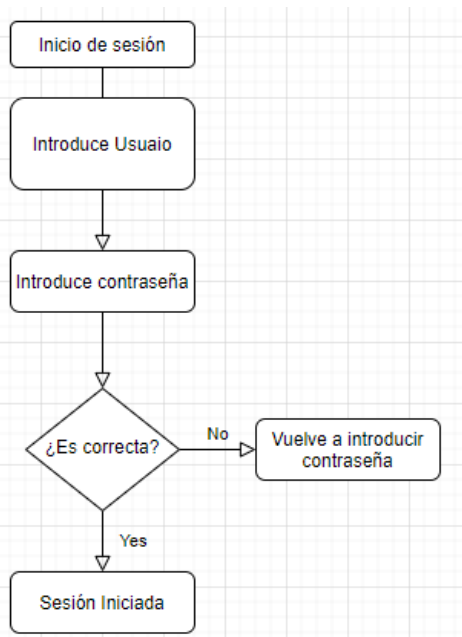 Inicio de sesión
Introduce Usuaio
Introduce contraseña
¿Es correcta?
No
Vuelve a introducir
contraseña
Yes
Sesión Iniciada